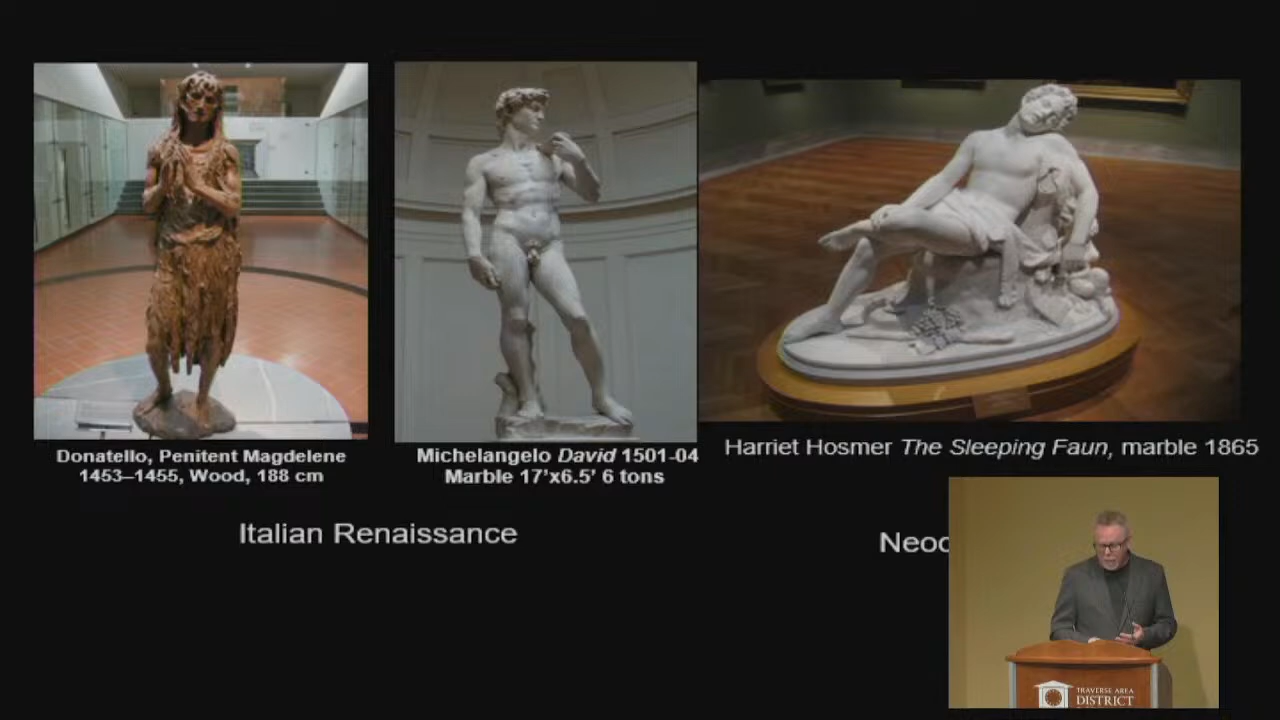 Donatello, Penitent Magdelene
1453–1455, Wood, 188 cm
Michelangelo David 1501-04
Marble 17'x6.5' 6 tons
Harriet Hosmer The Sleeping Faun, marble 1865
Italian Renaissance
Neoc
TRAVERSE AREA
DISTRICT